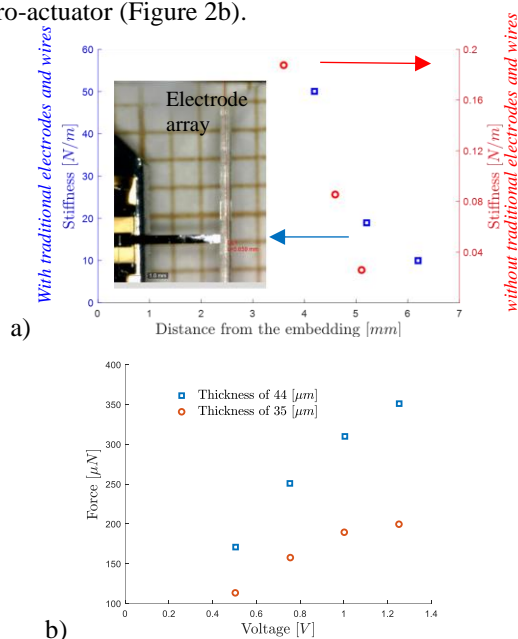 ro-actuator (Figure 2b).
With traditional electrodes and wires
Stiffness [N/m]
60
50
40
30
20
10
0
0 1 2 3 4 5 6 7
Distance from the embedding [mm]
Electrode
array
1.0 mm
0.2
0.16
0.12
0.08
0.04
Stiffness [N/m]
without traditional electrodes and wires
a)
400
350
300
250
200
150
100
Force [μN]
Thickness of 44 [μm]
Thickness of 35 [μm]
0 0.2 0.4 0.6 0.8 1 1.2 1.4
Voltage [V]
b)